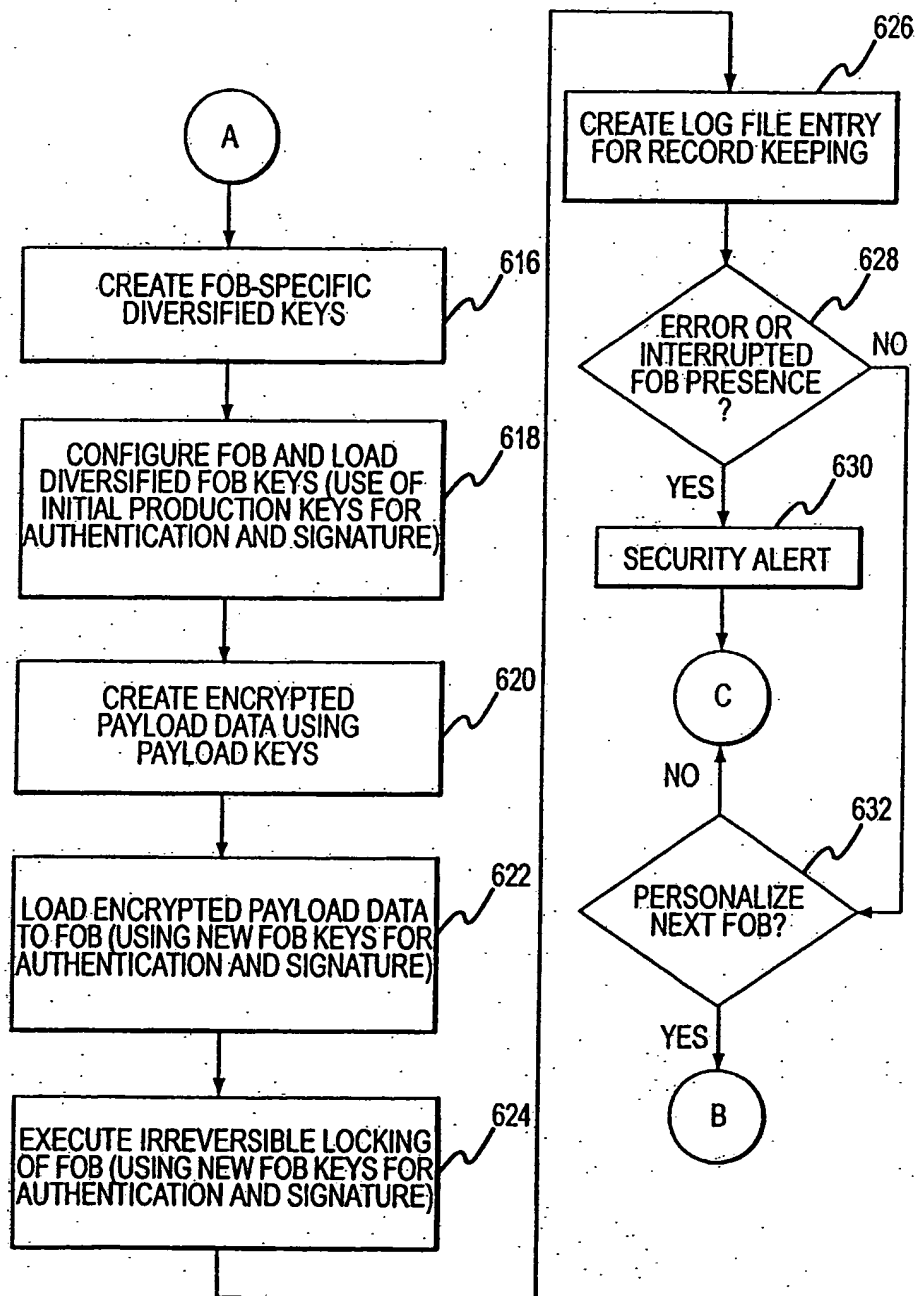 A
616
CREATE FOB-SPECIFIC
DIVERSIFIED KEYS
618
CONFIGURE FOB AND LOAD
DIVERSIFIED FOB KEYS (USE OF
INITIAL PRODUCTION KEYS FOR
AUTHENTICATION AND SIGNATURE)
620
CREATE ENCRYPTED
PAYLOAD DATA USING
PAYLOAD KEYS
622
LOAD ENCRYPTED PAYLOAD DATA
TO FOB (USING NEW FOB KEYS FOR
AUTHENTICATION AND SIGNATURE)
624
EXECUTE IRREVERSIBLE LOCKING
OF FOB (USING NEW FOB KEYS FOR
AUTHENTICATION AND SIGNATURE)
626
CREATE LOG FILE ENTRY
FOR RECORD KEEPING
628
ERROR OR
INTERRUPTED
FOB PRESENCE
?
NO
YES
630
SECURITY ALERT
C
NO
632
PERSONALIZE
NEXT FOB?
YES
B